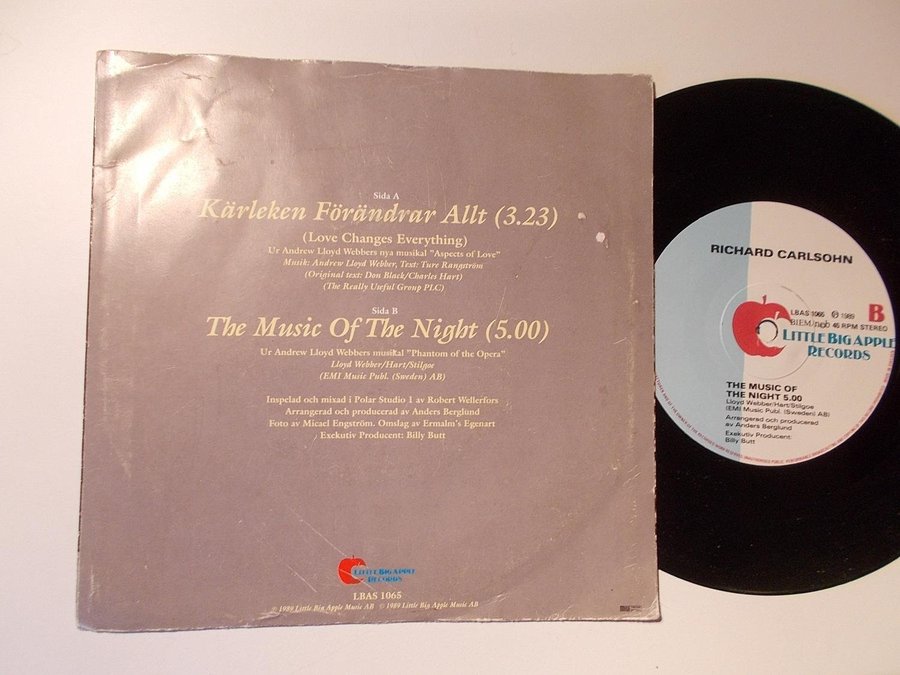 Sida A
Kärleken Förändrar Allt (3.23)
(Love Changes Everything)
Ur Andrew Lloyd Webbers nya musikal "Aspects of Love"
Musik: Andrew Lloyd Webber, Text: Ture Rangström
(Original text: Don Black/Charles Hart)
(The Really Useful Group PLC)
Sida B
The Music Of The Night (5.00)
Ur Andrew Lloyd Webbers musikal "Phantom of the Opera"
Lloyd Webber/Hart/Stilgoe
(EMI Music Publ. (Sweden) AB)
Inspelad och mixad i Polar Studio 1 av Robert Wellerfors
Arrangerad och producerad av Anders Berglund
Foto av Micael Engström. Omslag av Ermalm's Egenart
Exekutiv Producent: Billy Butt
LITTLE BIG APPLE
RECORDS
LBAS 1065
℗ 1989 Little Big Apple Music AB © 1989 Little Big Apple Music AB
RICHARD CARLSOHN
LBAS 1065 ℗ 1989 B
BIEM/ncb 45 RPM STEREO
LITTLE BIG APPLE
RECORDS
THE MUSIC OF
THE NIGHT 5.00
Lloyd Webber/Hart/Stilgoe
(EMI Music Publ. (Sweden) AB)
Arrangerad och producerad
av Anders Berglund
Exekutiv Producent:
Billy Butt